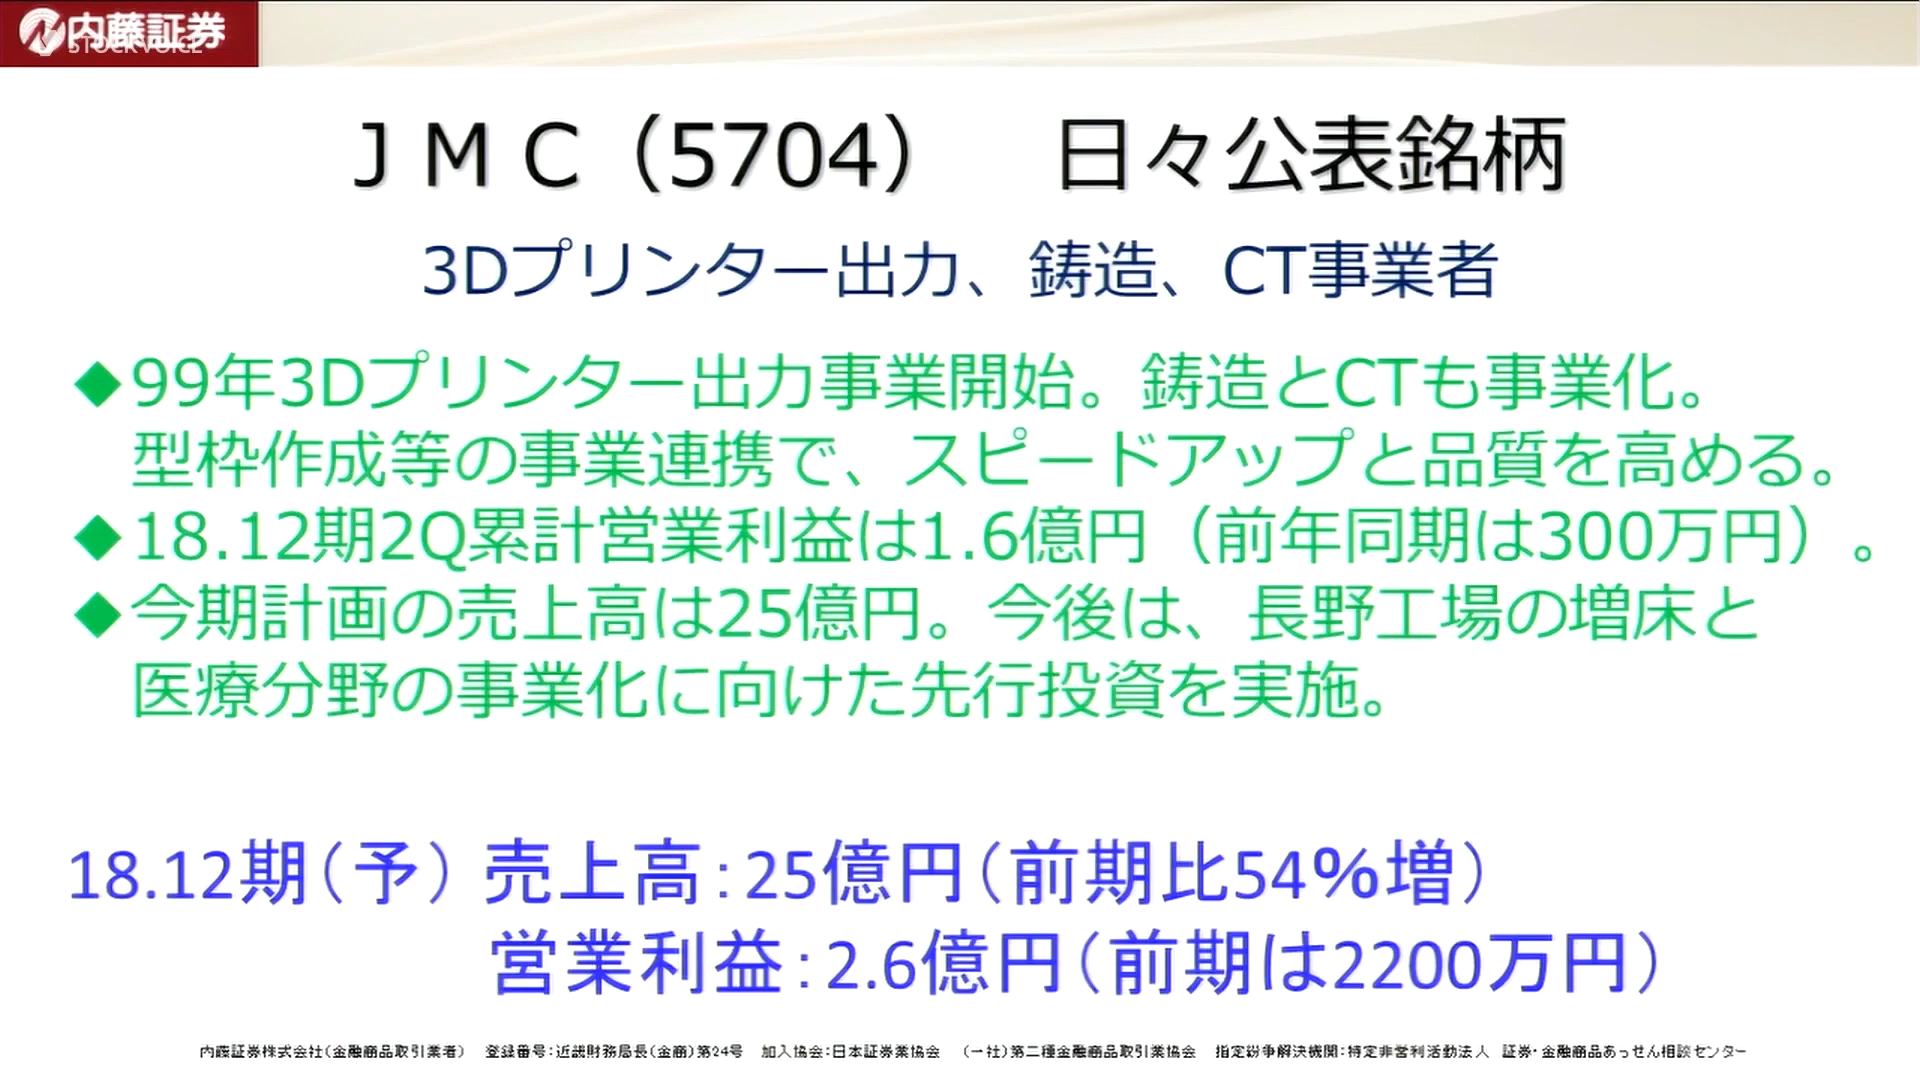 内藤証券
STOCKVOICE
ＪＭＣ（5704）　日々公表銘柄
3Dプリンター出力、鋳造、CT事業者
◆99年3Dプリンター出力事業開始。鋳造とCTも事業化。
型枠作成等の事業連携で、スピードアップと品質を高める。
◆18.12期2Q累計営業利益は1.6億円（前年同期は300万円）。
◆今期計画の売上高は25億円。今後は、長野工場の増床と
医療分野の事業化に向けた先行投資を実施。
18.12期（予） 売上高：25億円（前期比54％増）
営業利益：2.6億円（前期は2200万円）
内藤証券株式会社（金融商品取引業者）　登録番号：近畿財務局長（金商）第24号　加入協会：日本証券業協会　（一社）第二種金融商品取引業協会　指定紛争解決機関：特定非営利活動法人　証券・金融商品あっせん相談センター